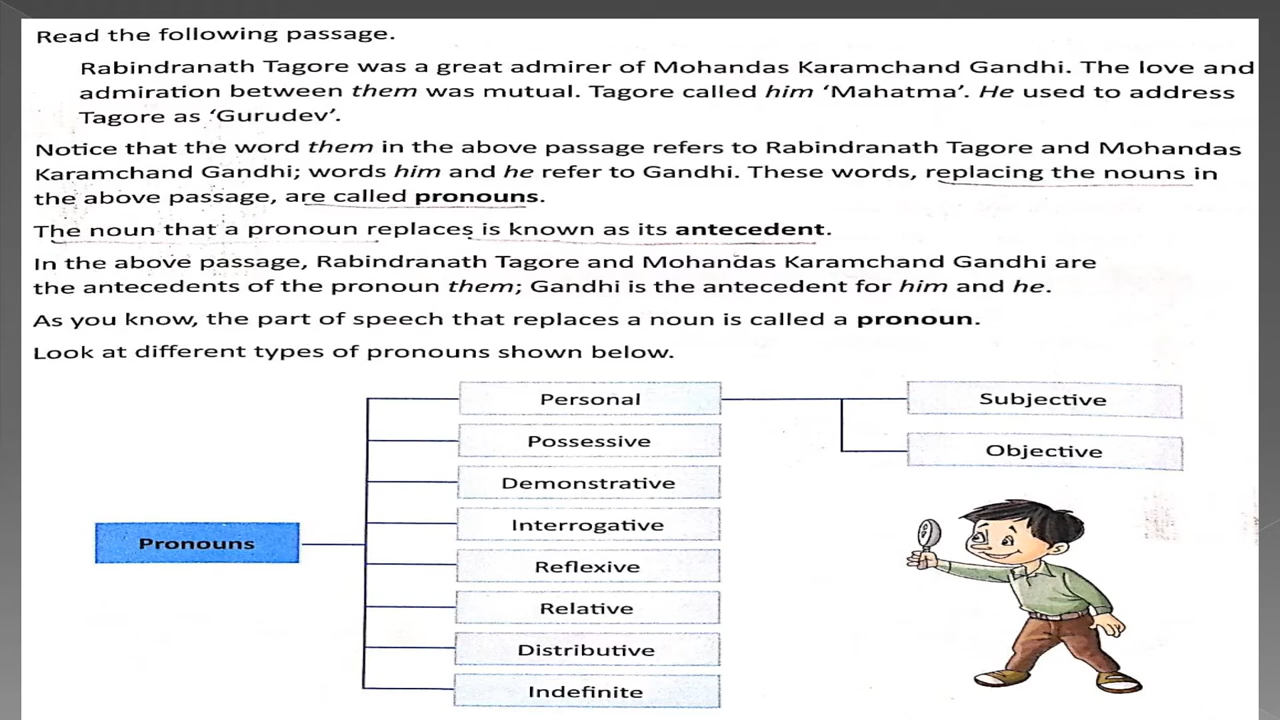 Read the following passage.
Rabindranath Tagore was a great admirer of Mohandas Karamchand Gandhi. The love and
admiration between them was mutual. Tagore called him ‘Mahatma’. He used to address
Tagore as ‘Gurudev’.
Notice that the word them in the above passage refers to Rabindranath Tagore and Mohandas
Karamchand Gandhi; words him and he refer to Gandhi. These words, replacing the nouns in
the above passage, are called pronouns.
The noun that a pronoun replaces is known as its antecedent.
In the above passage, Rabindranath Tagore and Mohandas Karamchand Gandhi are
the antecedents of the pronoun them; Gandhi is the antecedent for him and he.
As you know, the part of speech that replaces a noun is called a pronoun.
Look at different types of pronouns shown below.
Pronouns
Personal
Possessive
Demonstrative
Interrogative
Reflexive
Relative
Distributive
Indefinite
Subjective
Objective